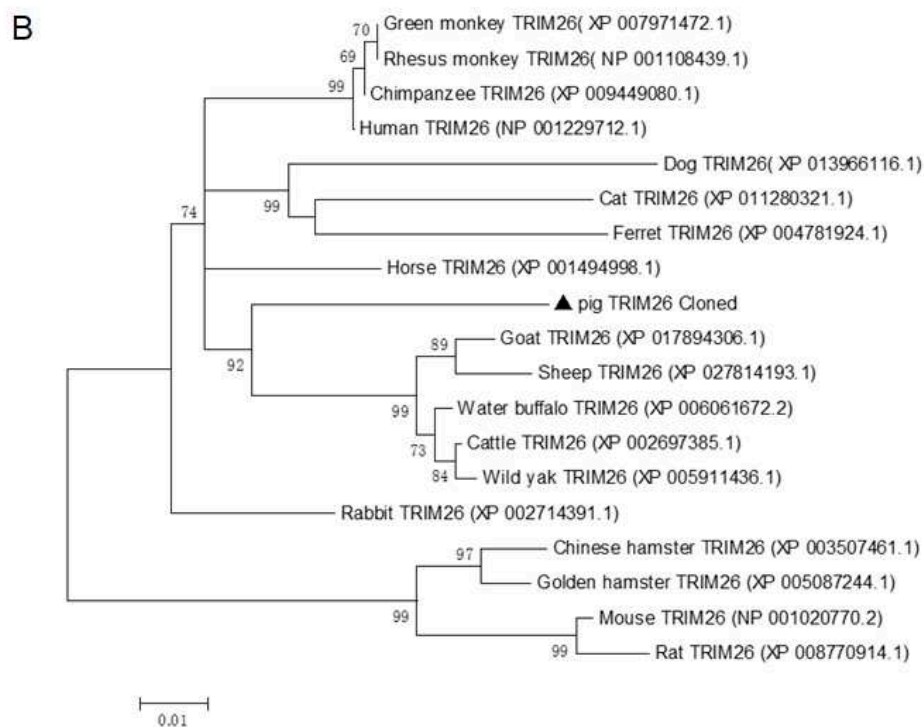 B
Green monkey TRIM26( XP 007971472.1)
70
Rhesus monkey TRIM26( NP 001108439.1)
69
Chimpanzee TRIM26 (XP 009449080.1)
99
Human TRIM26 (NP 001229712.1)
Dog TRIM26( XP 013966116.1)
Cat TRIM26 (XP 011280321.1)
99
74
Ferret TRIM26 (XP 004781924.1)
Horse TRIM26 (XP 001494998.1)
pig TRIM26 Cloned
Goat TRIM26 (XP 017894306.1)
89
92
Sheep TRIM26 (XP 027814193.1)
99
Water buffalo TRIM26 (XP 006061672.2)
Cattle TRIM26 (XP 002697385.1)
73
Wild yak TRIM26 (XP 005911436.1)
84
Rabbit TRIM26 (XP 002714391.1)
Chinese hamster TRIM26 (XP 003507461.1)
97
Golden hamster TRIM26 (XP 005087244.1)
99
Mouse TRIM26 (NP 001020770.2)
99
Rat TRIM26 (XP 008770914.1)
0.01